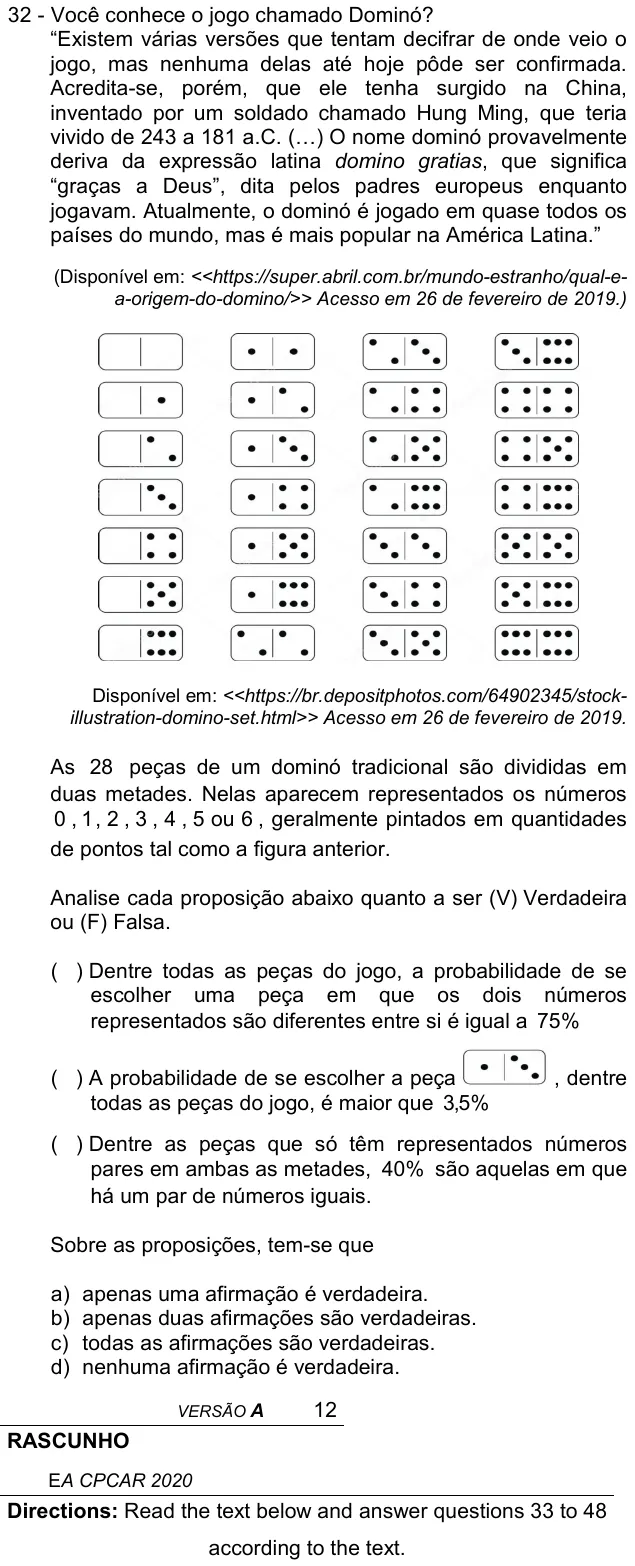 32 - Você conhece o jogo chamado Dominó?
“Existem várias versões que tentam decifrar de onde veio o
jogo, mas nenhuma delas até hoje pôde ser confirmada.
Acredita-se, porém, que ele tenha surgido na China,
inventado por um soldado chamado Hung Ming, que teria
vivido de 243 a 181 a.C. (…) O nome dominó provavelmente
deriva da expressão latina domino gratias, que significa
“graças a Deus”, dita pelos padres europeus enquanto
jogavam. Atualmente, o dominó é jogado em quase todos os
países do mundo, mas é mais popular na América Latina.”
(Disponível em: <<https://super.abril.com.br/mundo-estranho/qual-e-
a-origem-do-domino/>> Acesso em 26 de fevereiro de 2019.)
Disponível em: <<https://br.depositphotos.com/64902345/stock-
illustration-domino-set.html>> Acesso em 26 de fevereiro de 2019.
As 28 peças de um dominó tradicional são divididas em
duas metades. Nelas aparecem representados os números
0 , 1 , 2 , 3 , 4 , 5 ou 6 , geralmente pintados em quantidades
de pontos tal como a figura anterior.
Analise cada proposição abaixo quanto a ser (V) Verdadeira
ou (F) Falsa.
( ) Dentre todas as peças do jogo, a probabilidade de se
escolher uma peça em que os dois números
representados são diferentes entre si é igual a 75%
( ) A probabilidade de se escolher a peça , dentre
todas as peças do jogo, é maior que 3,5%
( ) Dentre as peças que só têm representados números
pares em ambas as metades, 40% são aquelas em que
há um par de números iguais.
Sobre as proposições, tem-se que
a) apenas uma afirmação é verdadeira.
b) apenas duas afirmações são verdadeiras.
c) todas as afirmações são verdadeiras.
d) nenhuma afirmação é verdadeira.
VERSÃO A 12
RASCUNHO
EA CPCAR 2020
Directions: Read the text below and answer questions 33 to 48
according to the text.